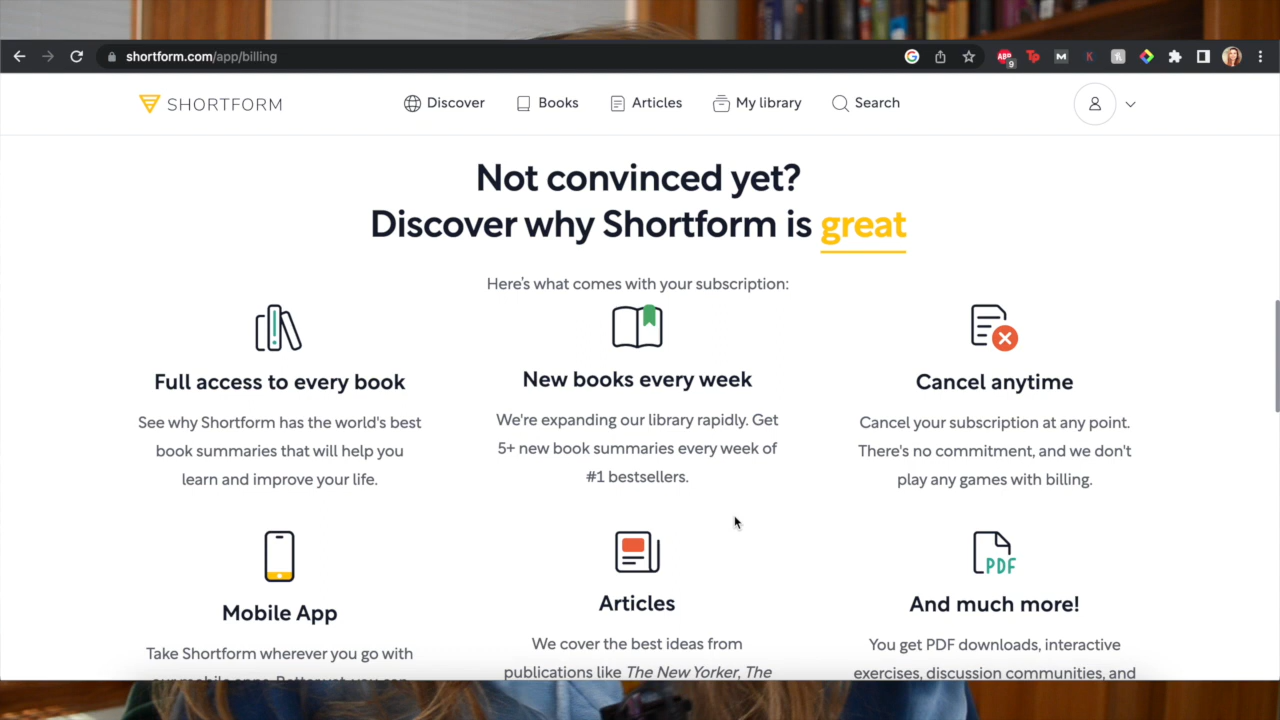 shortform.com/app/billing
ABP
9
Tp
M
K
SHORTFORM
Discover
Books
Articles
My library
Search
Not convinced yet?
Discover why Shortform is great
Here's what comes with your subscription:
Full access to every book
See why Shortform has the world's best
book summaries that will help you
learn and improve your life.
New books every week
We're expanding our library rapidly. Get
5+ new book summaries every week of
#1 bestsellers.
Cancel anytime
Cancel your subscription at any point.
There's no commitment, and we don't
play any games with billing.
Mobile App
Take Shortform wherever you go with
Articles
We cover the best ideas from
publications like The New Yorker, The
PDF
And much more!
You get PDF downloads, interactive
exercises, discussion communities, and